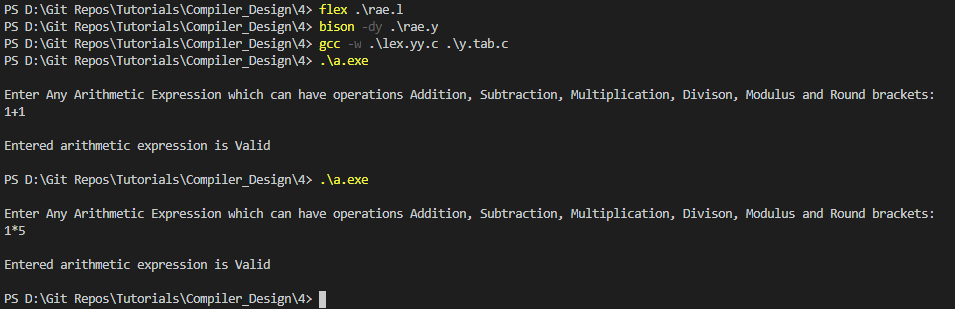 PS D:\Git Repos\Tutorials\Compiler_Design\4> flex .\rae.l
PS D:\Git Repos\Tutorials\Compiler_Design\4> bison -dy .\rae.y
PS D:\Git Repos\Tutorials\Compiler_Design\4> gcc -w .\lex.yy.c .\y.tab.c
PS D:\Git Repos\Tutorials\Compiler_Design\4> .\a.exe
Enter Any Arithmetic Expression which can have operations Addition, Subtraction, Multiplication, Divison, Modulus and Round brackets:
1+1
Entered arithmetic expression is Valid
PS D:\Git Repos\Tutorials\Compiler_Design\4> .\a.exe
Enter Any Arithmetic Expression which can have operations Addition, Subtraction, Multiplication, Divison, Modulus and Round brackets:
1*5
Entered arithmetic expression is Valid
PS D:\Git Repos\Tutorials\Compiler_Design\4>